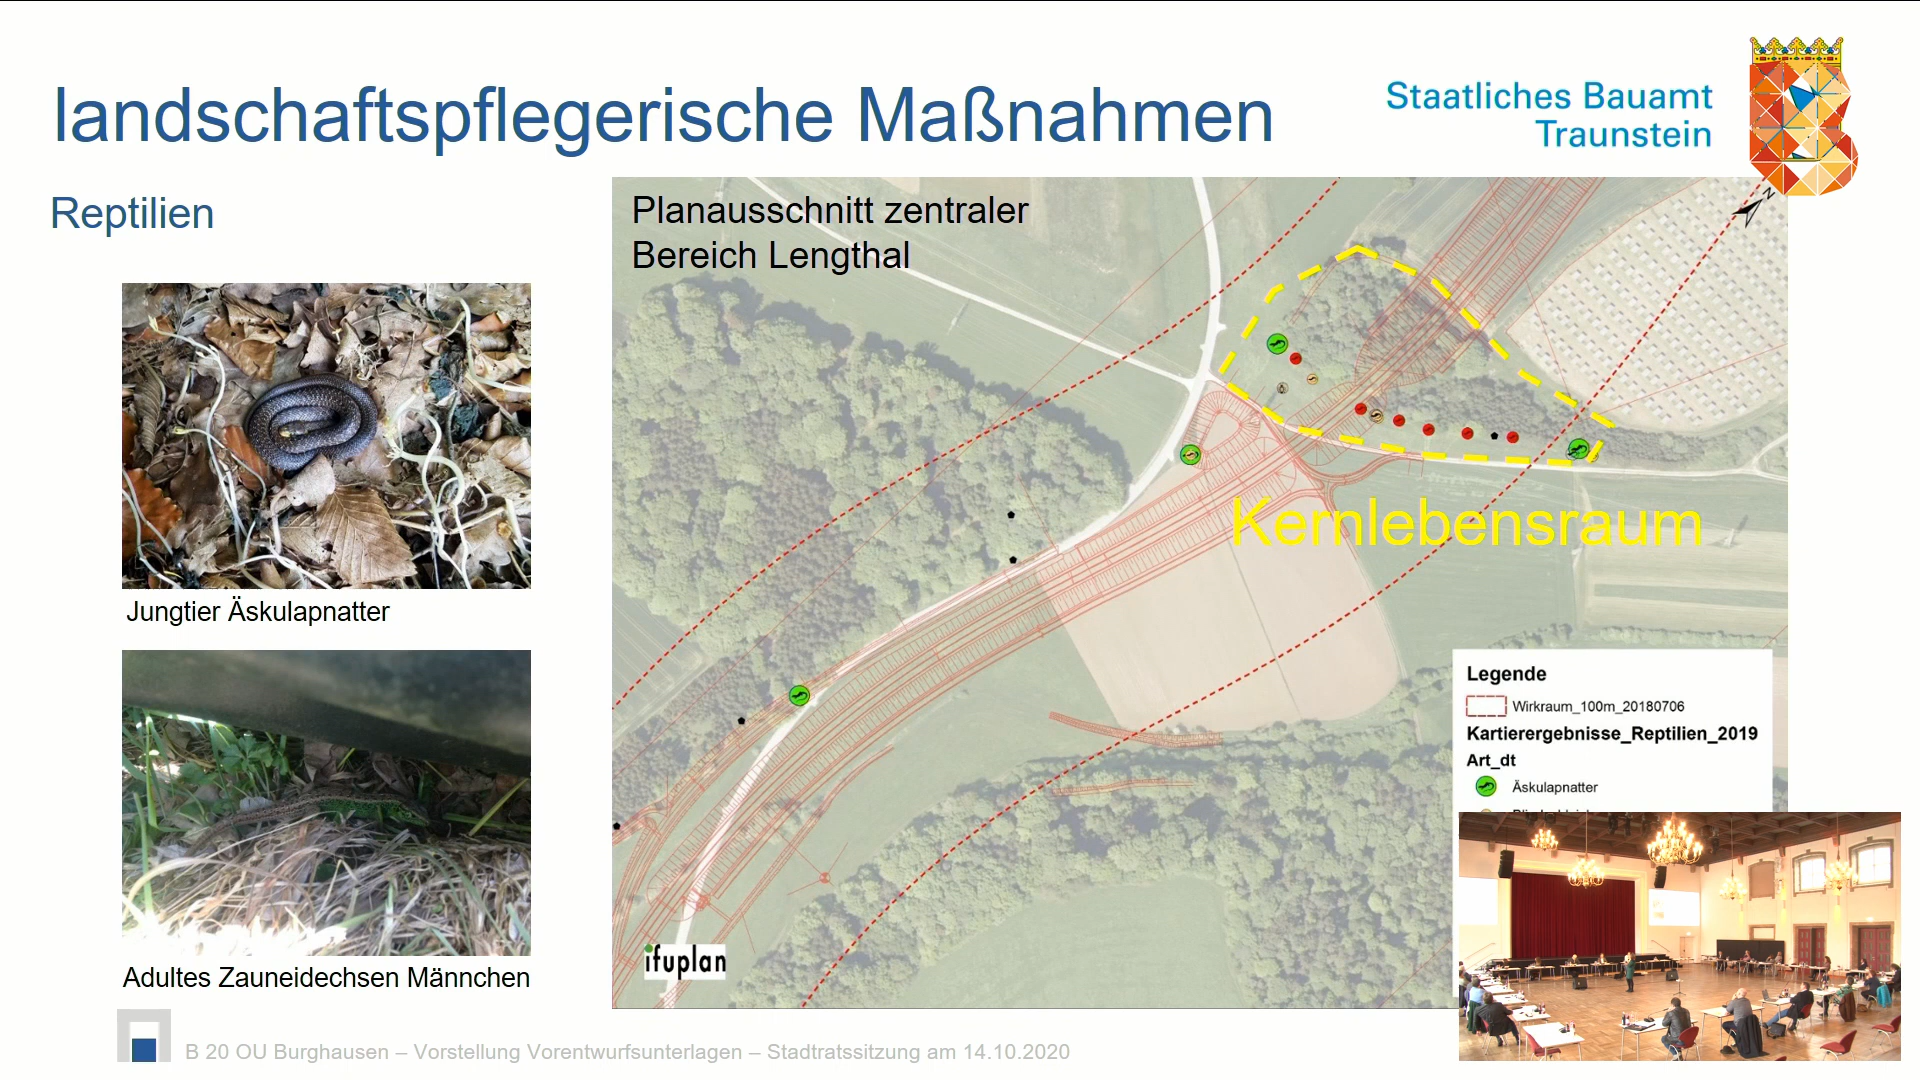 landschaftspflegerische Maßnahmen
Staatliches Bauamt
Traunstein
Reptilien
Planausschnitt zentraler
Bereich Lengthal
N
Jungtier Äskulapnatter
Kernlebensraum
Adultes Zauneidechsen Männchen
Legende
Wirkraum_100m_20180706
Kartierergebnisse_Reptilien_2019
Art_dt
Äskulapnatter
ifuplan
B 20 OU Burghausen – Vorstellung Vorentwurfsunterlagen – Stadtratssitzung am 14.10.2020